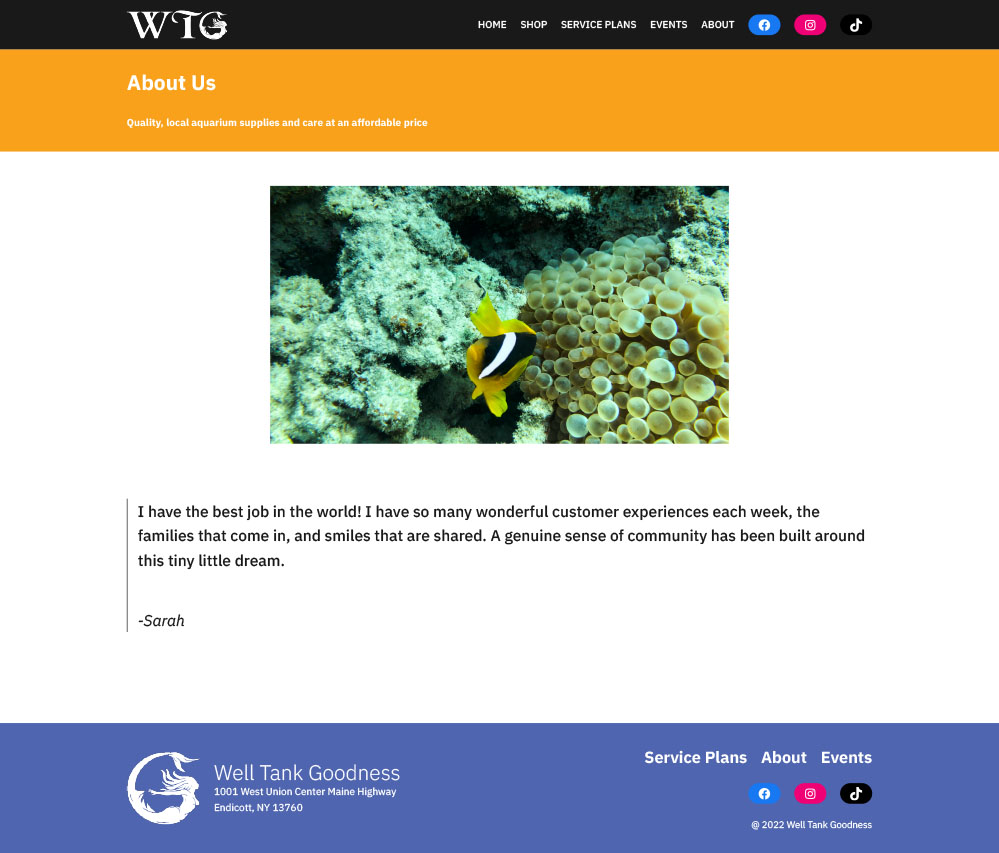 WTG
HOME SHOP SERVICE PLANS EVENTS ABOUT
About Us
Quality, local aquarium supplies and care at an affordable price
I have the best job in the world! I have so many wonderful customer experiences each week, the
families that come in, and smiles that are shared. A genuine sense of community has been built around
this tiny little dream.
-Sarah
Well Tank Goodness
1001 West Union Center Maine Highway
Endicott, NY 13760
Service Plans About Events
@ 2022 Well Tank Goodness